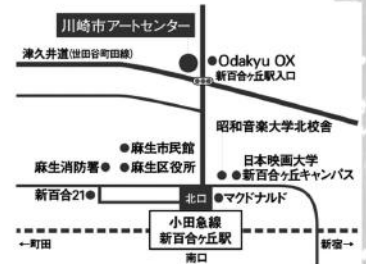 川崎市アートセンター
津久井道(世田谷町田線)
Odakyu OX
新百合ヶ丘駅入口
昭和音楽大学北校舎
麻生市民館
日本映画大学
麻生消防署
麻生区役所
新百合ヶ丘キャンパス
新百合21
北口
マクドナルド
小田急線
新百合ヶ丘駅
←町田
新宿→
南口